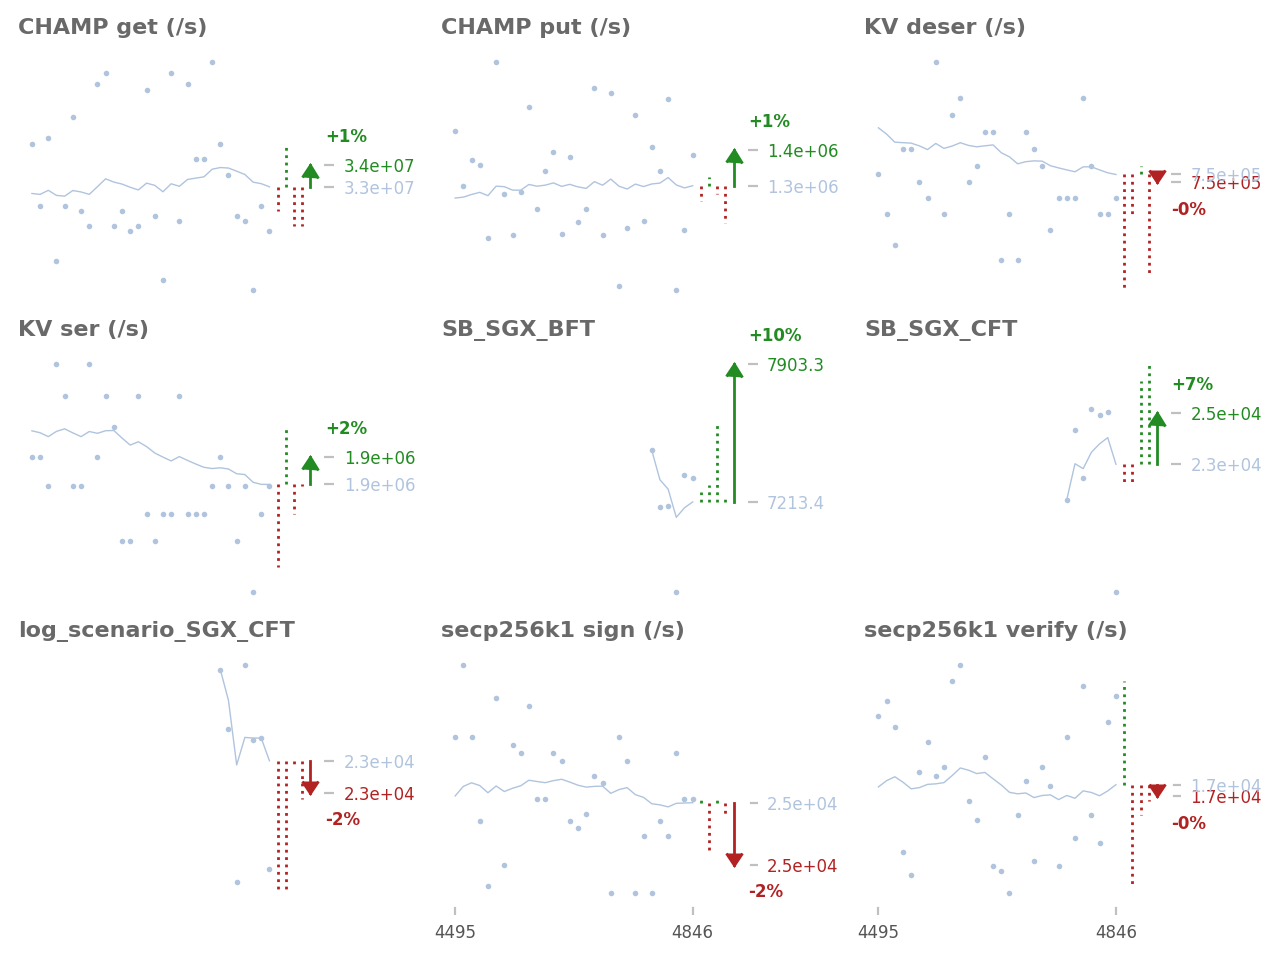 CHAMP get (/s)
+1%
3.4e+07
3.3e+07
CHAMP put (/s)
+1%
1.4e+06
1.3e+06
KV deser (/s)
7.5e+05
7.5e+05
-0%
KV ser (/s)
+2%
1.9e+06
1.9e+06
SB_SGX_BFT
+10%
7903.3
7213.4
SB_SGX_CFT
+7%
2.5e+04
2.3e+04
log_scenario_SGX_CFT
2.3e+04
2.3e+04
-2%
secp256k1 sign (/s)
2.5e+04
2.5e+04
-2%
4495
4846
secp256k1 verify (/s)
1.7e+04
1.7e+04
-0%
4495
4846